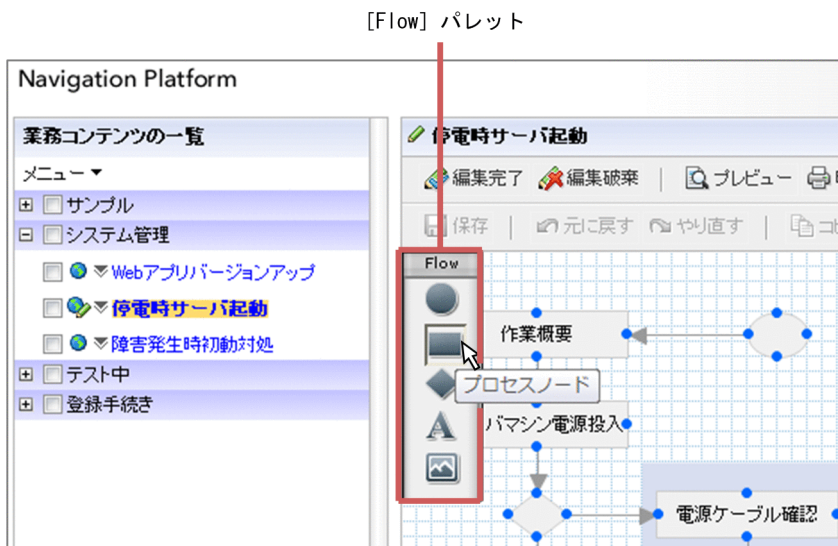 [Flow] パレット
Navigation Platform
業務コンテンツの一覧
メニュー
サンプル
システム管理
Webアプリバージョンアップ
停電時サーバ起動
障害発生時初動対処
テスト中
登録手続き
停電時サーバ起動
編集完了 編集破棄 | プレビュー
保存 | 元に戻す やり直す |
Flow
A
プロセスノード
作業概要
バマシン電源投入
電源ケーブル確認